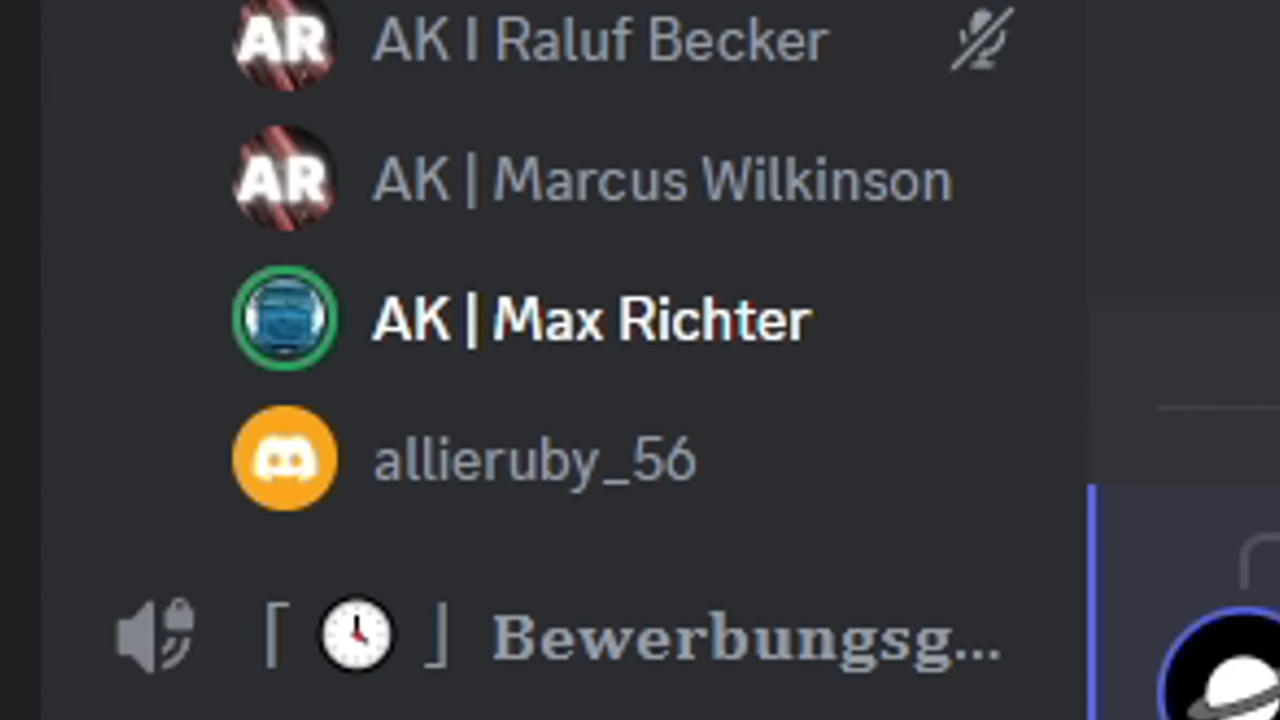 AR AK I Raluf Becker
AR AK | Marcus Wilkinson
AK | Max Richter
allieruby_56
「 🕐 」 Bewerbungsg...